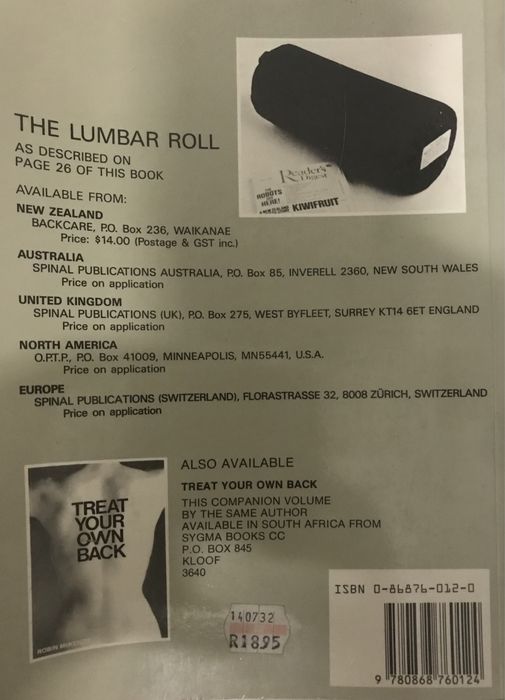 THE LUMBAR ROLL
AS DESCRIBED ON
PAGE 26 OF THIS BOOK
AVAILABLE FROM:
NEW ZEALAND
BACKCARE, P.O. Box 236, WAIKANAE
Price: $14.00 (Postage & GST inc.)
AUSTRALIA
SPINAL PUBLICATIONS AUSTRALIA, P.O. Box 85, INVERELL 2360, NEW SOUTH WALES
Price on application
UNITED KINGDOM
SPINAL PUBLICATIONS (UK), P.O. Box 275, WEST BYFLEET, SURREY KT14 6ET ENGLAND
Price on application
NORTH AMERICA
O.P.T.P., P.O. Box 41009, MINNEAPOLIS, MN55441, U.S.A.
Price on application
EUROPE
SPINAL PUBLICATIONS (SWITZERLAND), FLORASTRASSE 32, 8008 ZÜRICH, SWITZERLAND
Price on application
Reader's
Digest
THE
ROBOTS
ARE
HERE!
KIWIFRUIT
ALSO AVAILABLE
TREAT YOUR OWN BACK
THIS COMPANION VOLUME
BY THE SAME AUTHOR
AVAILABLE IN SOUTH AFRICA FROM
SYGMA BOOKS CC
P.O. BOX 845
KLOOF
3640
TREAT
YOUR
OWN
BACK
ROBIN McKENZIE
140732
R18.95
ISBN 0-86876-012-0
9 780868 760124